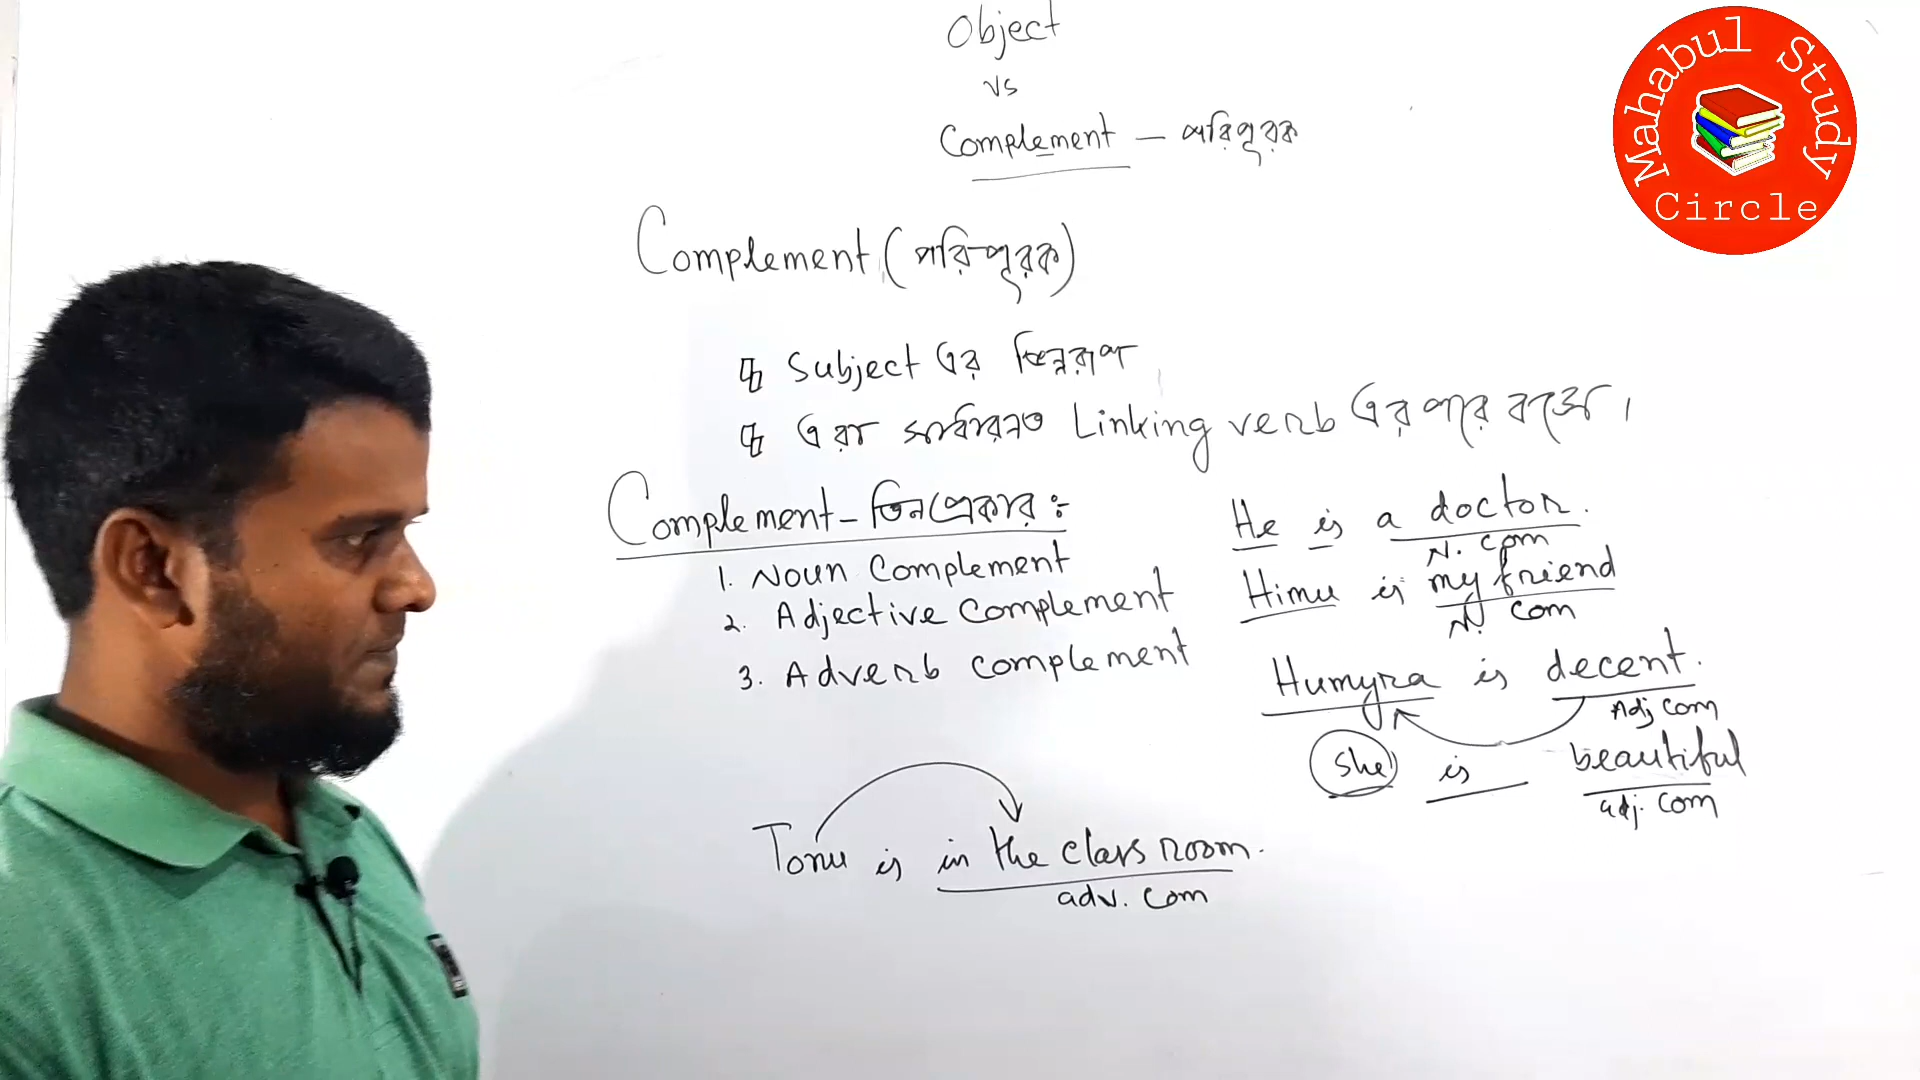 Object
vs
Complement – পরিপূরক
Complement (পরি-পূরক)
Subject এর ভিন্নরূপ
এরা সাধারনত Linking verb এর পরে বসে।
Complement – তিন প্রকার :
1. Noun Complement
2. Adjective Complement
3. Adverb complement
He is a doctor.
N. com
Himu is my friend
N. com
Humyra is decent.
Adj com
She is beautiful
adj. com
Tonu is in the class room.
adv. com
Mahabul Study
Circle